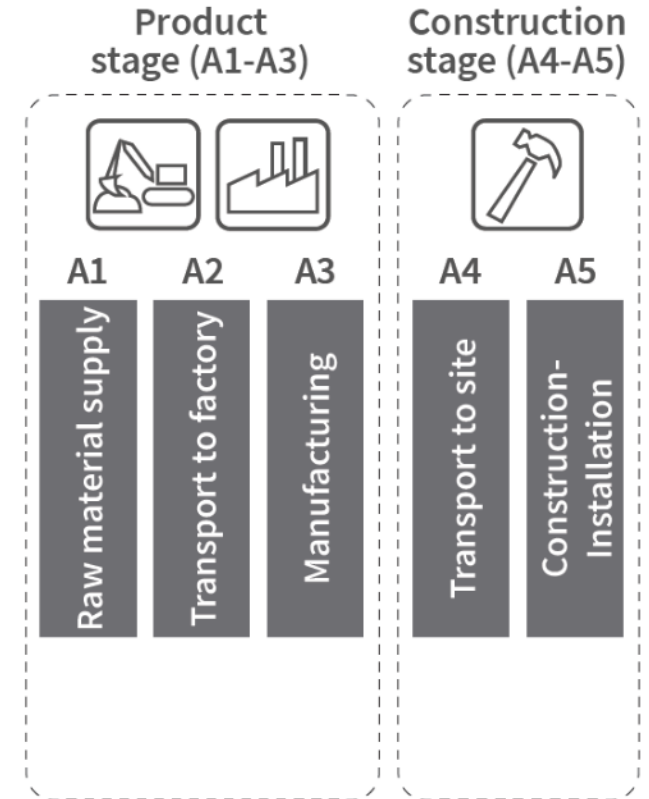 Product
stage (A1-A3)
Construction
stage (A4-A5)
A1
A2
A3
A4
A5
Raw material supply
Transport to factory
Manufacturing
Transport to site
Construction-
Installation